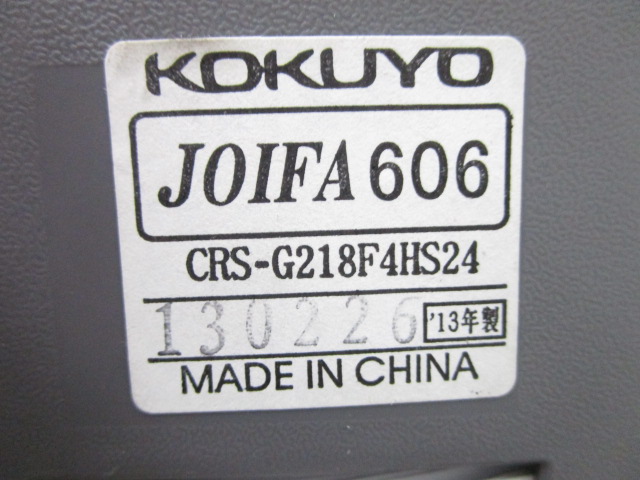 KOKUYO
JOIFA 606
CRS-G218F4HS24
130226 '13年製
MADE IN CHINA